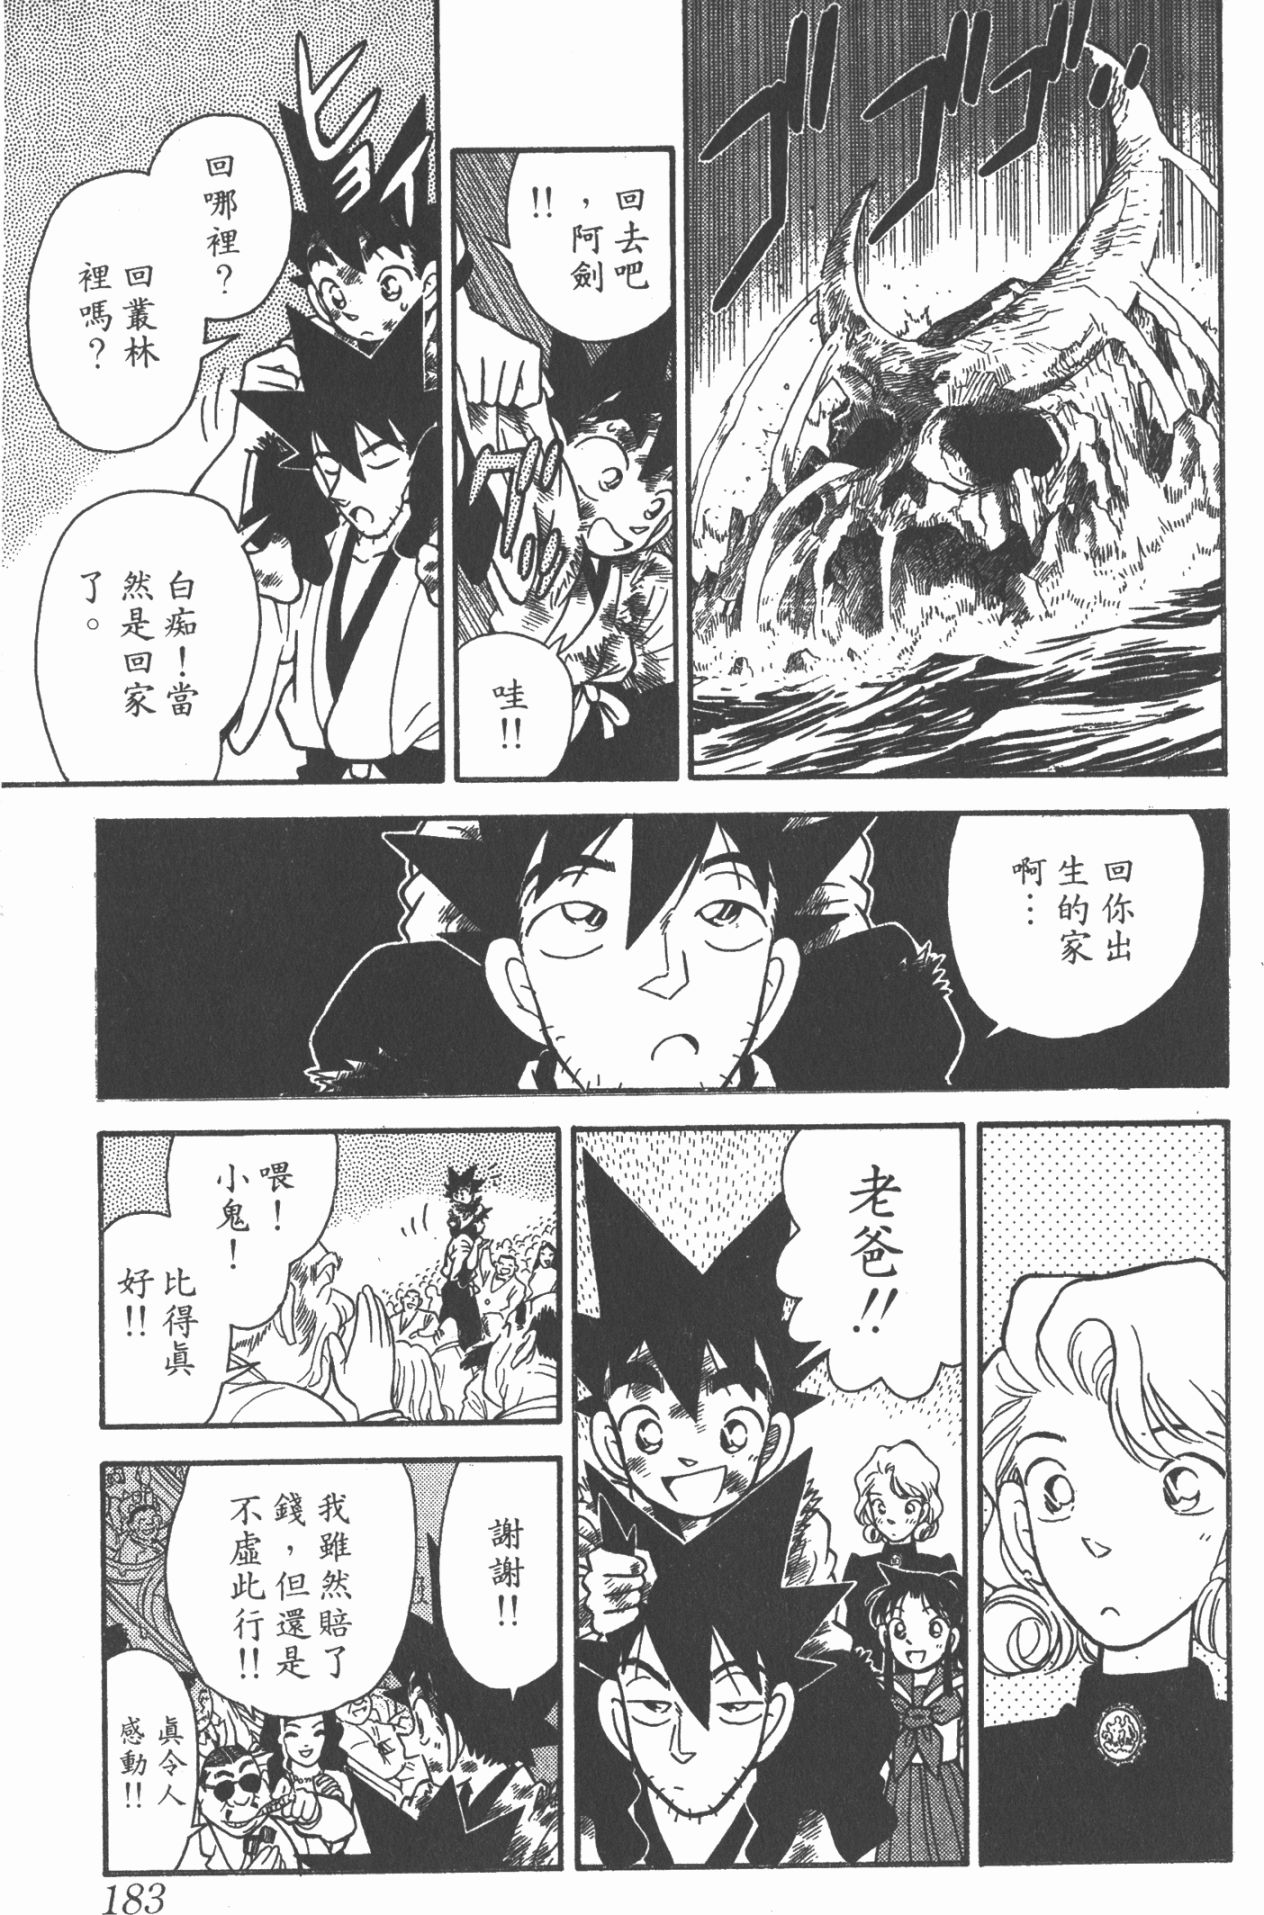 ゴゴゴ
回去吧
，阿劍
!!
グイ
哇!!
ヒョイ
回哪裡？
回叢林
裡嗎？
白痴！當
然是回家
了。
回你出
生的家
啊…
老爸!!
喂！
小鬼！
比得眞
好!!
謝謝!!
我雖然賠了
錢，但還是
不虛此行!!
眞令人
感動!!
183